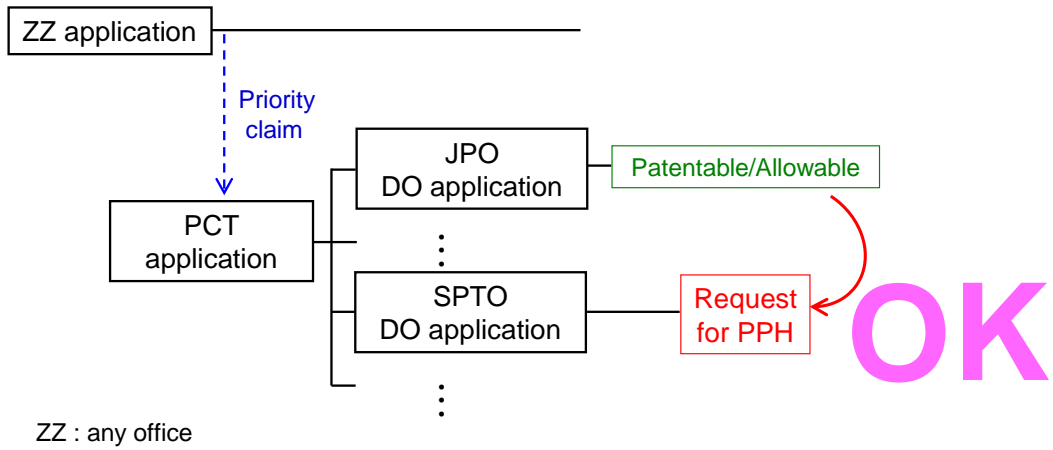 ZZ application
Priority
claim
JPO
DO application
Patentable/Allowable
PCT
application
SPTO
DO application
Request
for PPH
OK
ZZ : any office